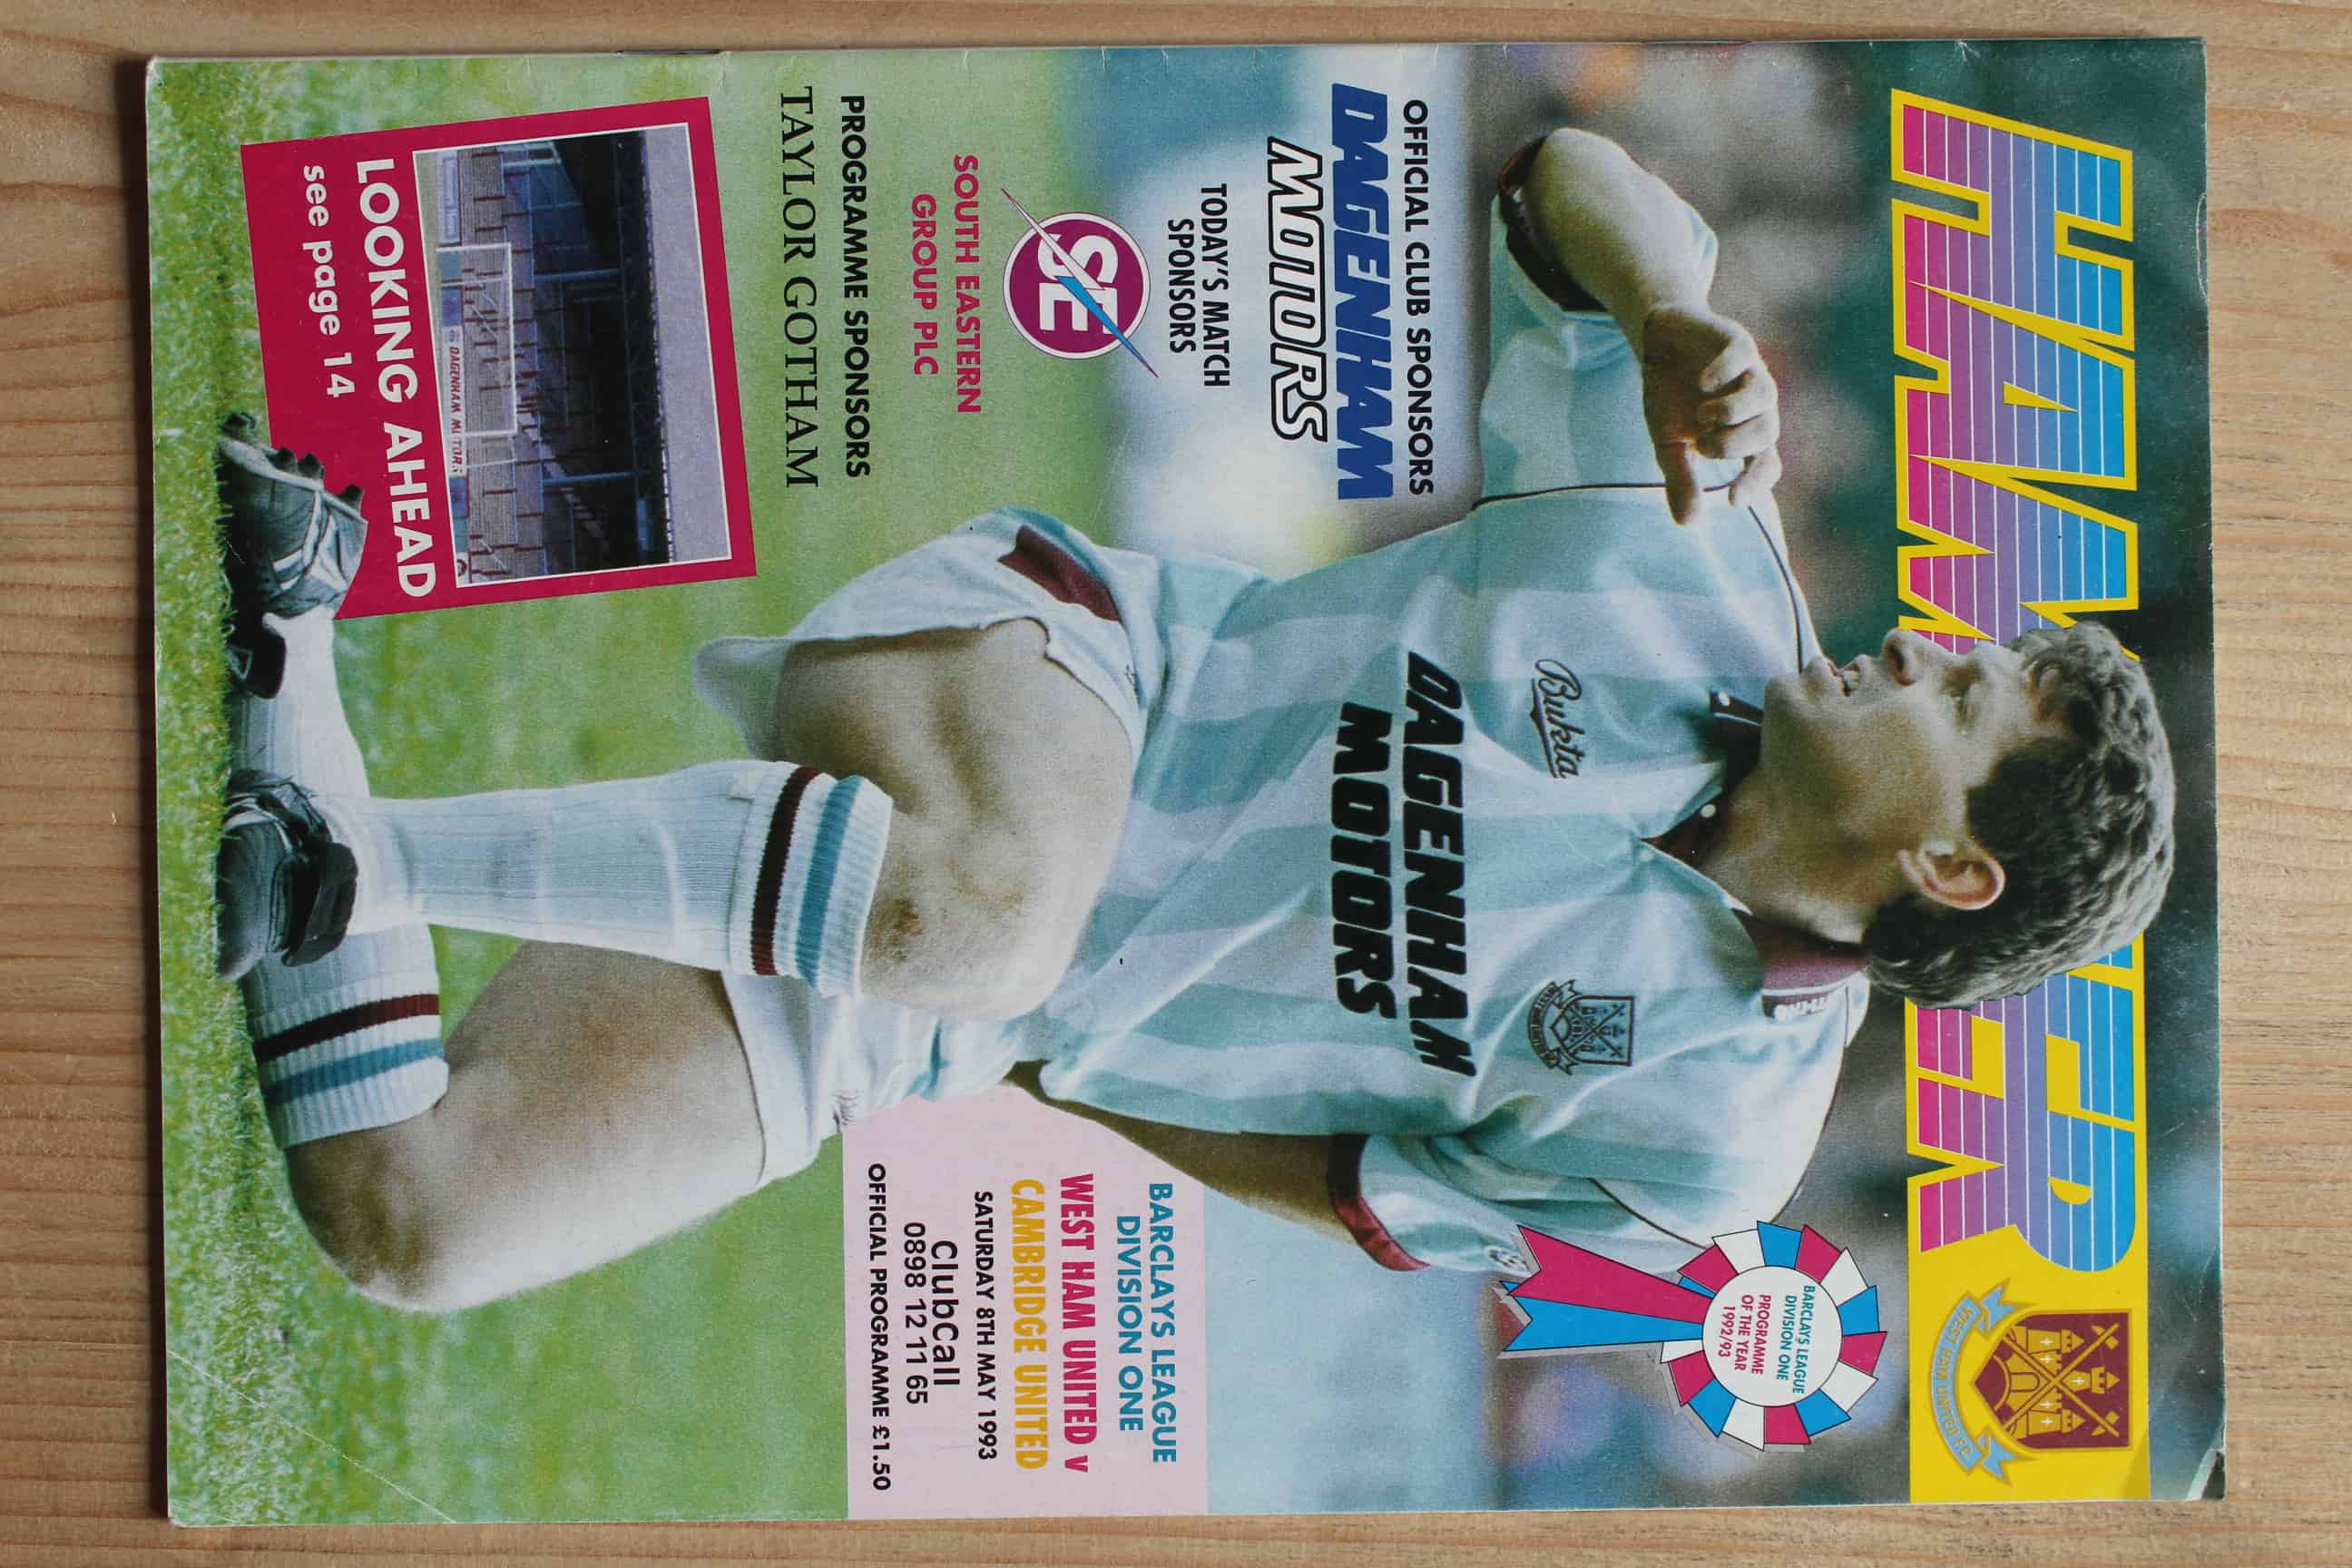 HAMMER
WEST HAM UNITED F.C.
BARCLAYS LEAGUE
DIVISION ONE
PROGRAMME
OF THE YEAR
1992/93
OFFICIAL CLUB SPONSORS
DAGENHAM
MOTORS
TODAY'S MATCH
SPONSORS
SE
SOUTH EASTERN
GROUP PLC
PROGRAMME SPONSORS
TAYLOR GOTHAM
Bukta
DAGENHAM
MOTORS
BARCLAYS LEAGUE
DIVISION ONE
WEST HAM UNITED v
CAMBRIDGE UNITED
SATURDAY 8TH MAY 1993
ClubCall
0898 12 11 65
OFFICIAL PROGRAMME £1.50
DAGENHAM MOTORS
LOOKING AHEAD
see page 14